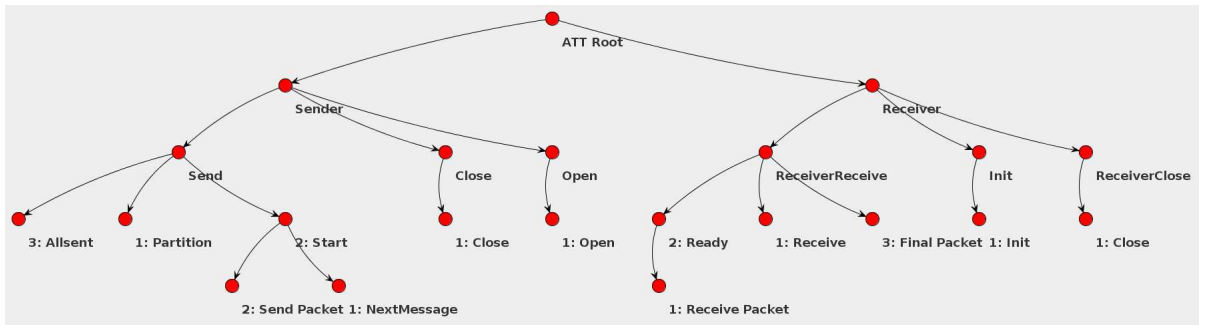 ATT Root
Sender
Receiver
Send
Close
Open
ReceiverReceive
Init
ReceiverClose
3: Allsent
1: Partition
2: Start
1: Close
1: Open
2: Ready
1: Receive
3: Final Packet
1: Init
1: Close
2: Send Packet
1: NextMessage
1: Receive Packet